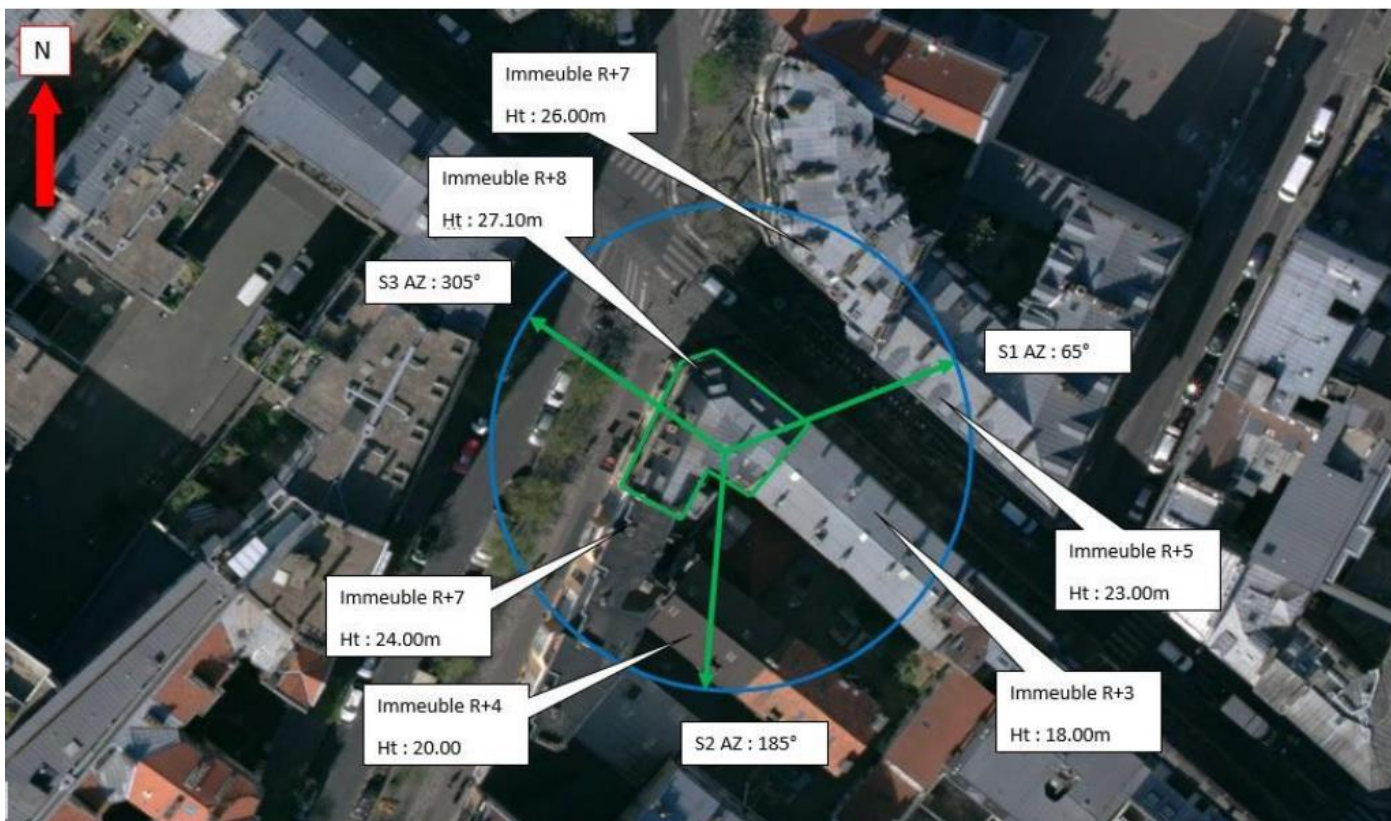 N
Immeuble R+7
Ht : 26.00m
Immeuble R+8
Ht : 27.10m
S3 AZ : 305°
S1 AZ : 65°
Immeuble R+5
Ht : 23.00m
Immeuble R+7
Ht : 24.00m
Immeuble R+3
Ht : 18.00m
Immeuble R+4
Ht : 20.00
S2 AZ : 185°